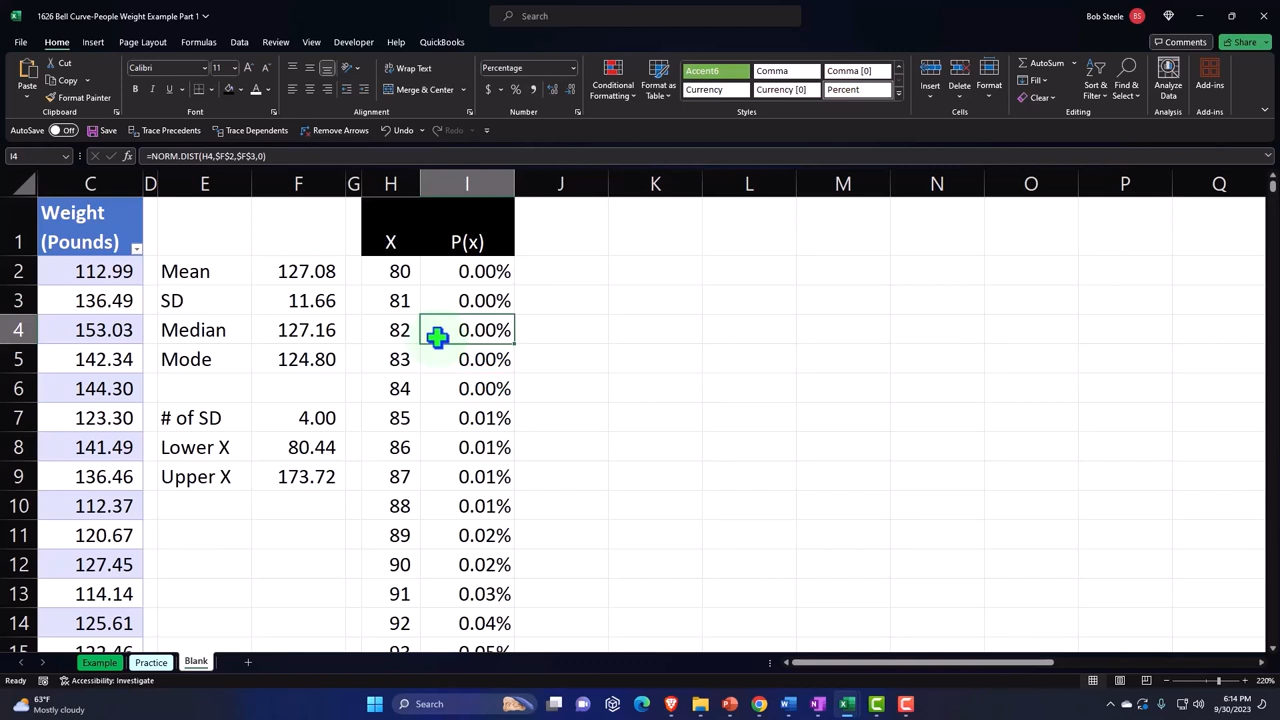 1626 Bell Curve-People Weight Example Part 1
Search
Bob Steele BS
File Home Insert Page Layout Formulas Data Review View Developer Help QuickBooks Comments Share
Paste Cut Copy Format Painter Clipboard
Calibri 11 A A B I U A Font
ab Wrap Text Merge & Center Alignment
Percentage $ % , Number
Conditional Formatting Format as Table
Accent6 Comma Comma [0]
Currency Currency [0] Percent
Styles
Insert Delete Format Cells
AutoSum Fill Clear Sort & Filter Find & Select Editing
Analyze Data Add-ins Add-ins
AutoSave Off Save Trace Precedents Trace Dependents Remove Arrows Undo Redo
I4 fx =NORM.DIST(H4,$F$2,$F$3,0)
C D E F G H I J K L M N O P Q
1 Weight (Pounds) X P(x)
2 112.99 Mean 127.08 80 0.00%
3 136.49 SD 11.66 81 0.00%
4 153.03 Median 127.16 82 0.00%
5 142.34 Mode 124.80 83 0.00%
6 144.30 84 0.00%
7 123.30 # of SD 4.00 85 0.01%
8 141.49 Lower X 80.44 86 0.01%
9 136.46 Upper X 173.72 87 0.01%
10 112.37 88 0.01%
11 120.67 89 0.02%
12 127.45 90 0.02%
13 114.14 91 0.03%
14 125.61 92 0.04%
15 122.46 93 0.05%
Example Practice Blank
Ready Accessibility: Investigate 220%
63°F
Mostly cloudy
Search
6:14 PM
9/30/2023